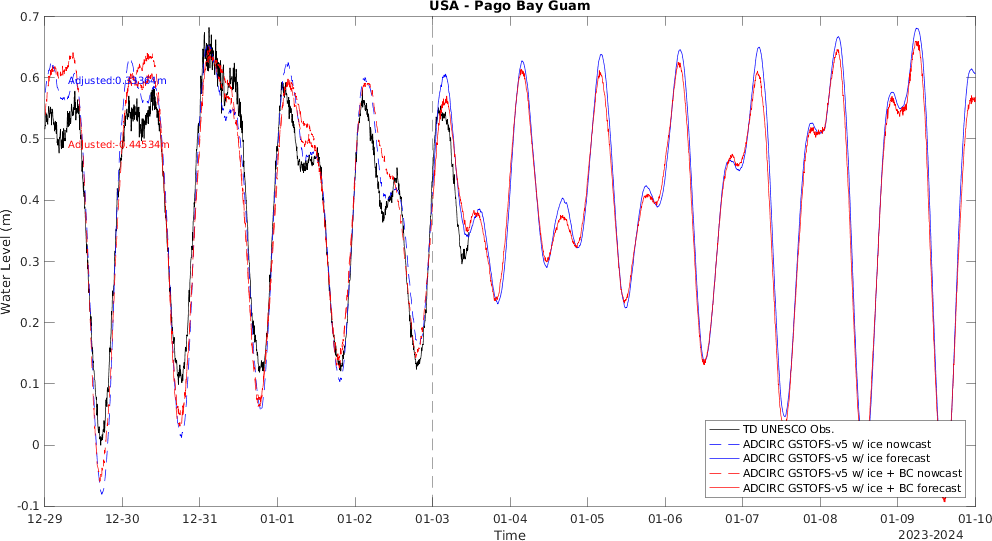 USA - Pago Bay Guam
0.7
0.6
0.5
0.4
0.3
0.2
0.1
0
-0.1
Water Level (m)
Adjusted:-0.44534m
12-29 12-30 12-31 01-01 01-02 01-03 01-04 01-05 01-06 01-07 01-08 01-09 01-10
Time
2023-2024
TD UNESCO Obs.
ADCIRC GSTOFS-v5 w/ ice nowcast
ADCIRC GSTOFS-v5 w/ ice forecast
ADCIRC GSTOFS-v5 w/ ice + BC nowcast
ADCIRC GSTOFS-v5 w/ ice + BC forecast